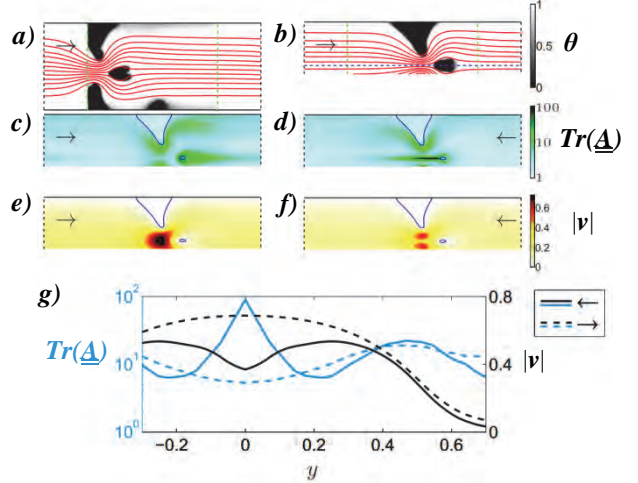 a) → b) → 1 0.5 0 θ
c) → d) ← 100 10 1 Tr(A)
e) → f) ← 0.6 0.4 0.2 0 |v|
g) 10² 0.8 ←
Tr(A) 10¹ 0.4 |v| →
10⁰ 0
−0.2 0 0.2 0.4 0.6
y